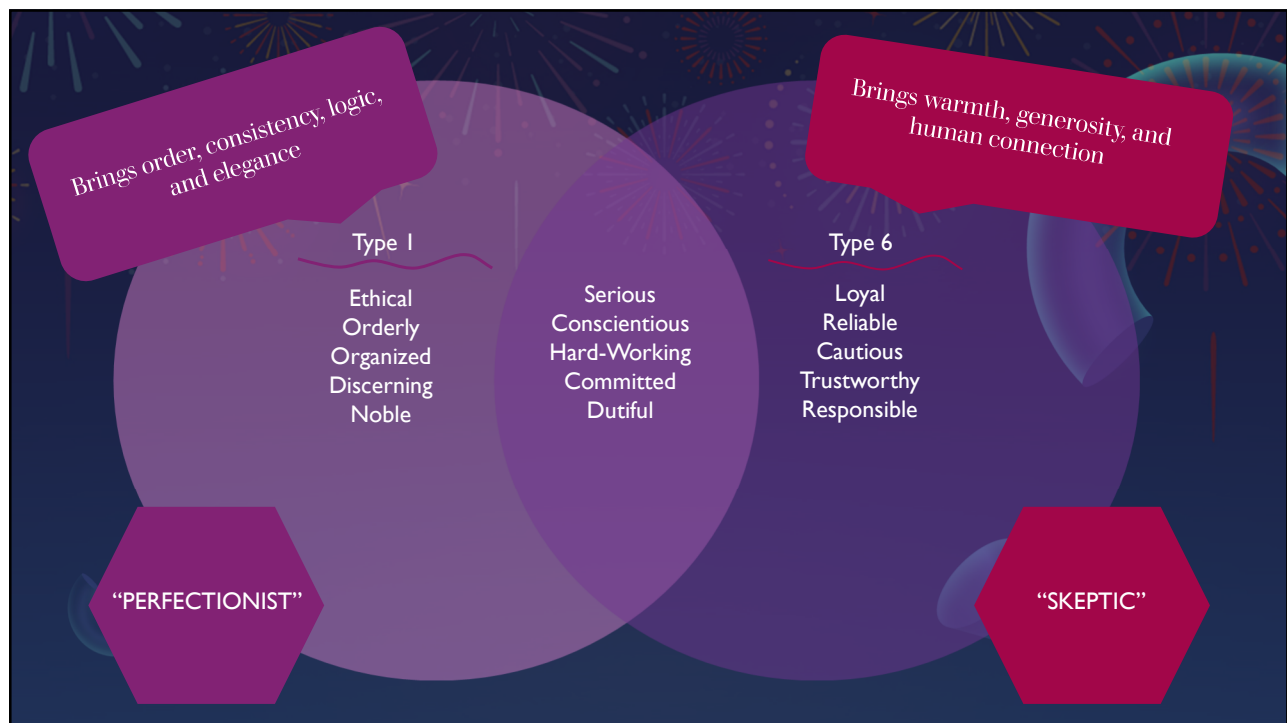 Brings order, consistency, logic,
and elegance
Brings warmth, generosity, and
human connection
Type 1
Ethical
Orderly
Organized
Discerning
Noble
Serious
Conscientious
Hard-Working
Committed
Dutiful
Type 6
Loyal
Reliable
Cautious
Trustworthy
Responsible
“PERFECTIONIST”
“SKEPTIC”